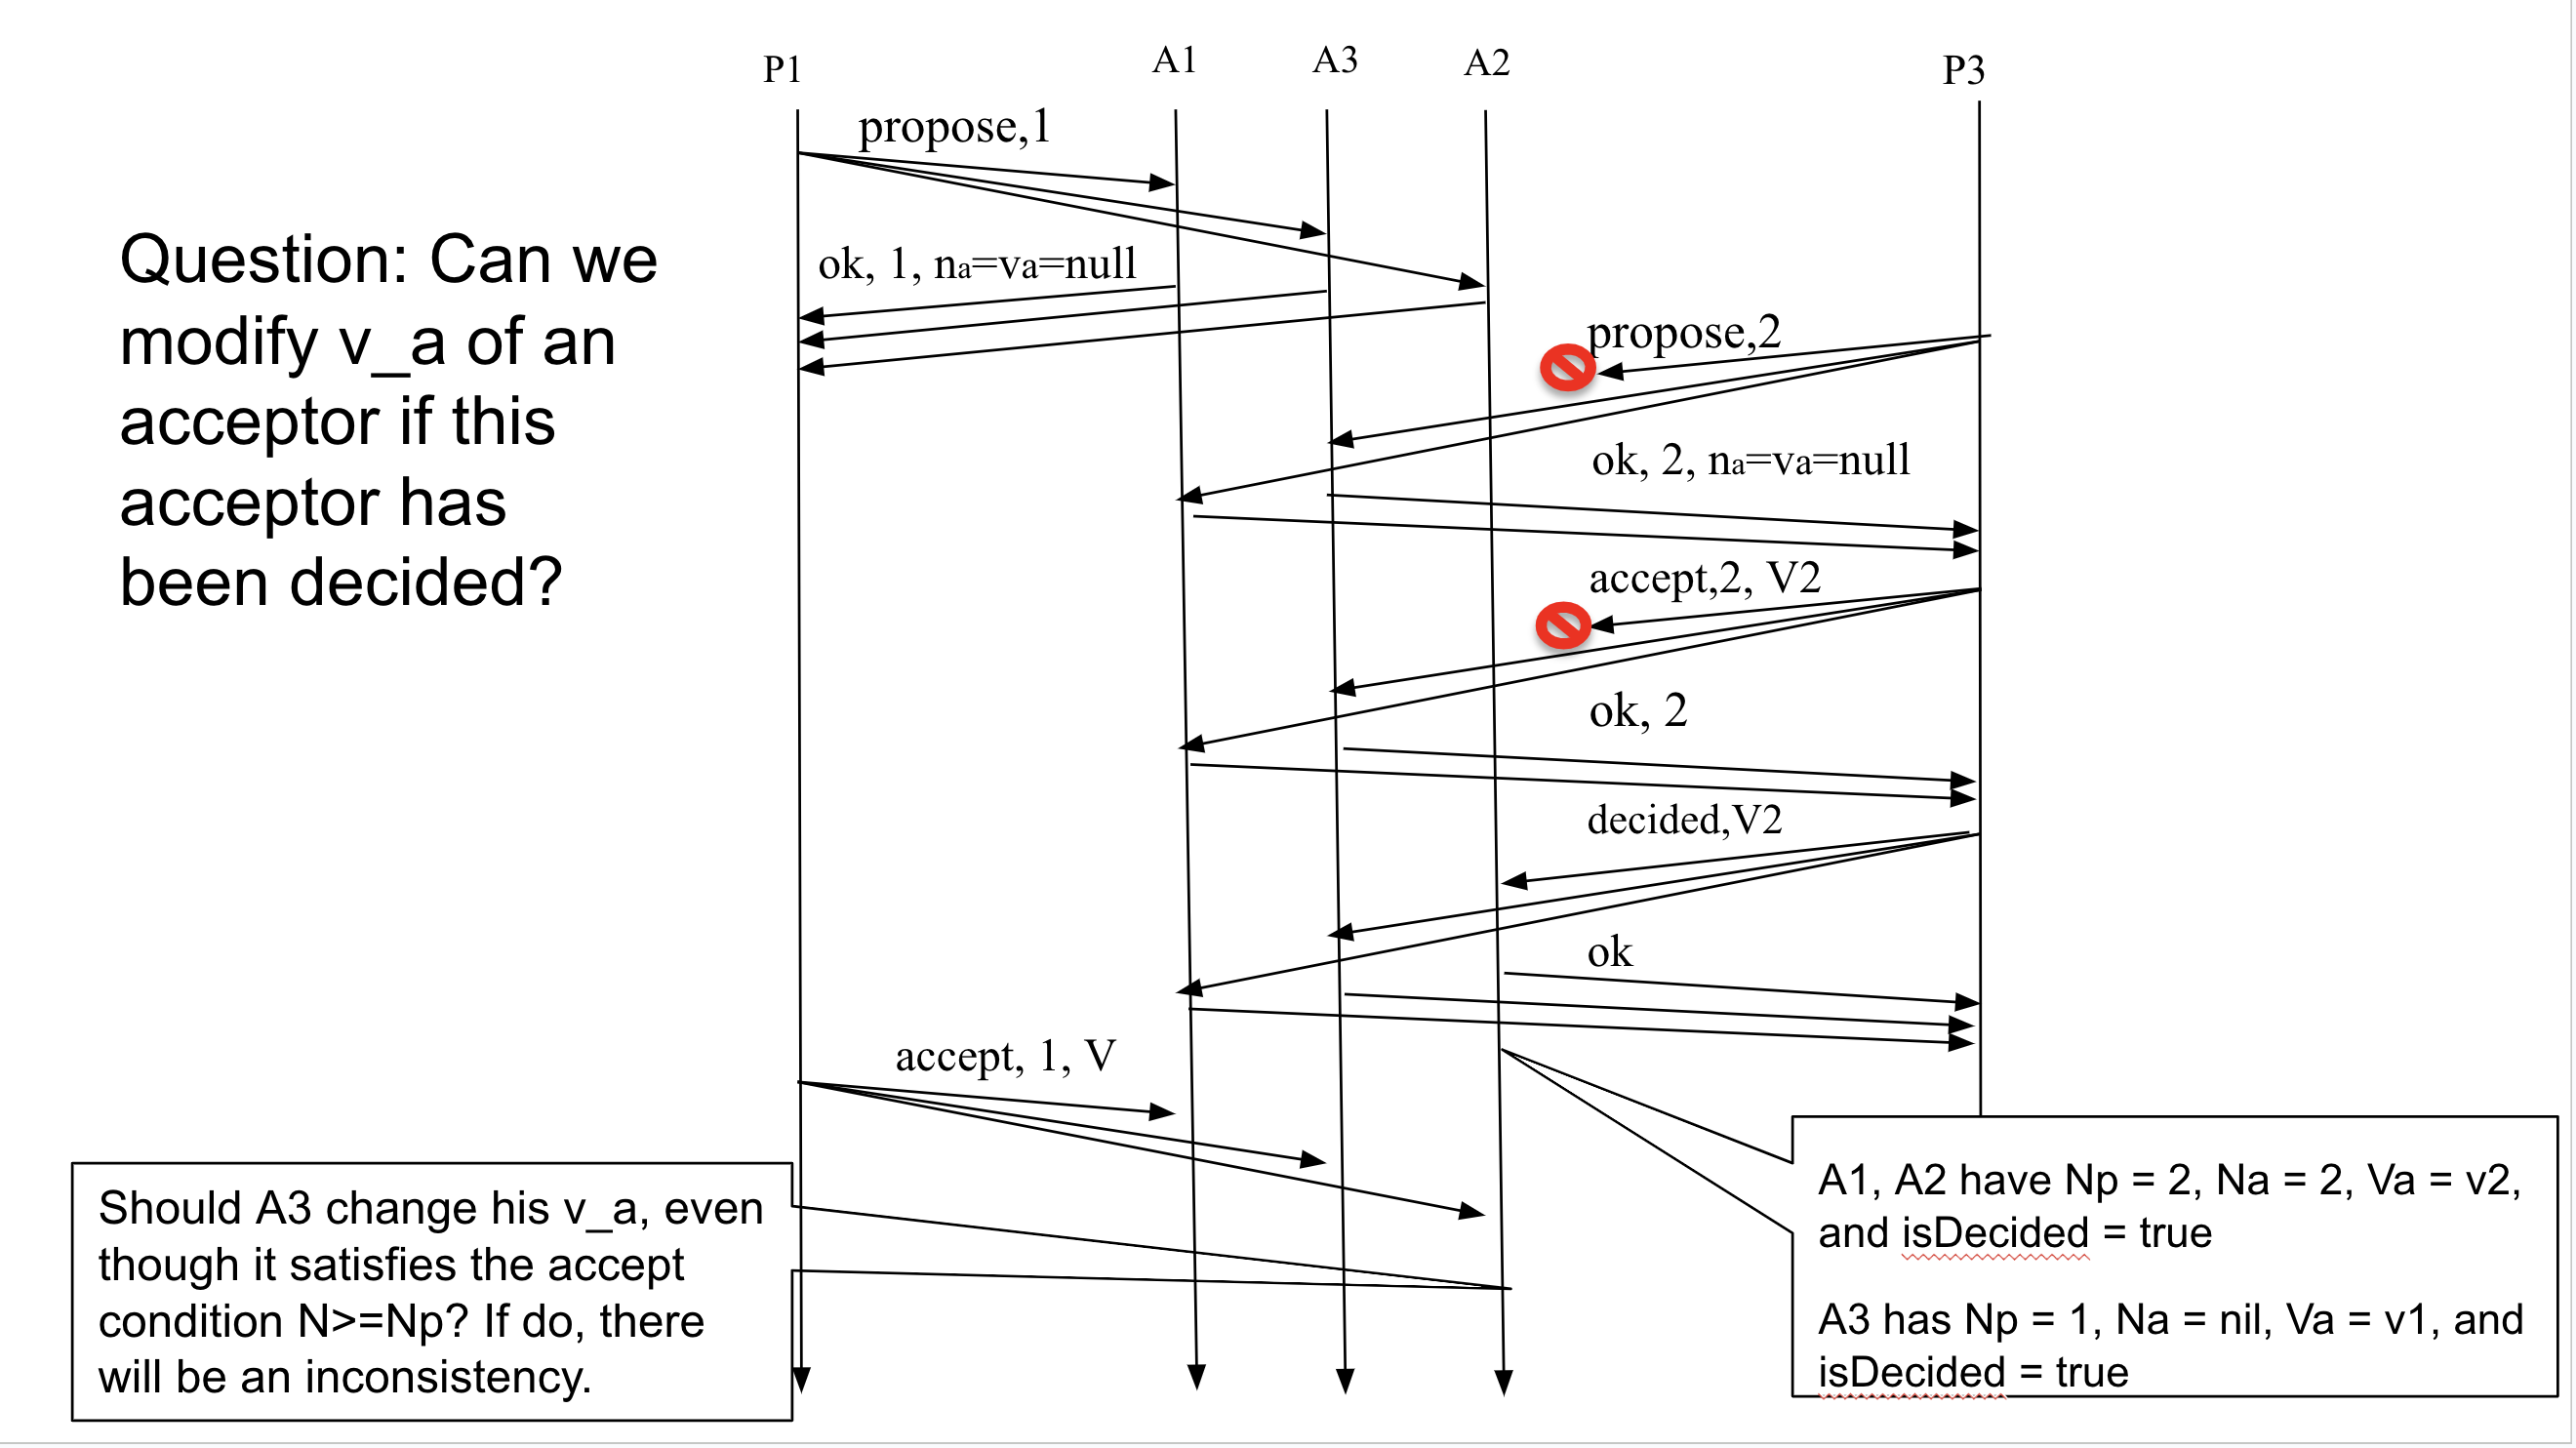 P1
A1
A3
A2
P3
propose,1
Question: Can we
modify v_a of an
acceptor if this
acceptor has
been decided?
ok, 1, na=va=null
propose,2
ok, 2, na=va=null
accept,2, V2
ok, 2
decided,V2
ok
accept, 1, V
Should A3 change his v_a, even
though it satisfies the accept
condition N>=Np? If do, there
will be an inconsistency.
A1, A2 have Np = 2, Na = 2, Va = v2,
and isDecided = true
A3 has Np = 1, Na = nil, Va = v1, and
isDecided = true